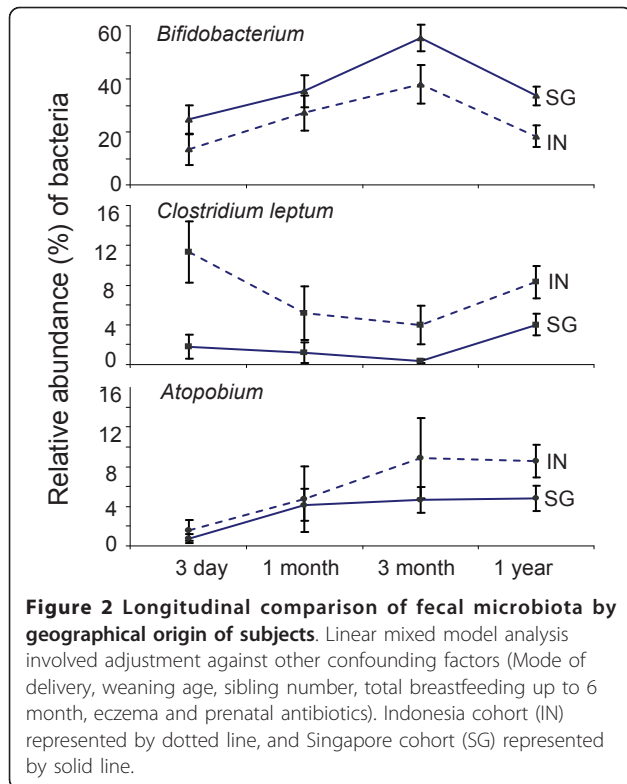 Bifidobacterium
60
40
20
0
SG
IN
Clostridium leptum
16
12
8
4
0
IN
SG
Atopobium
16
12
8
4
0
IN
SG
Relative abundance (%) of bacteria
3 day 1 month 3 month 1 year
Figure 2 Longitudinal comparison of fecal microbiota by
geographical origin of subjects. Linear mixed model analysis
involved adjustment against other confounding factors (Mode of
delivery, weaning age, sibling number, total breastfeeding up to 6
month, eczema and prenatal antibiotics). Indonesia cohort (IN)
represented by dotted line, and Singapore cohort (SG) represented
by solid line.